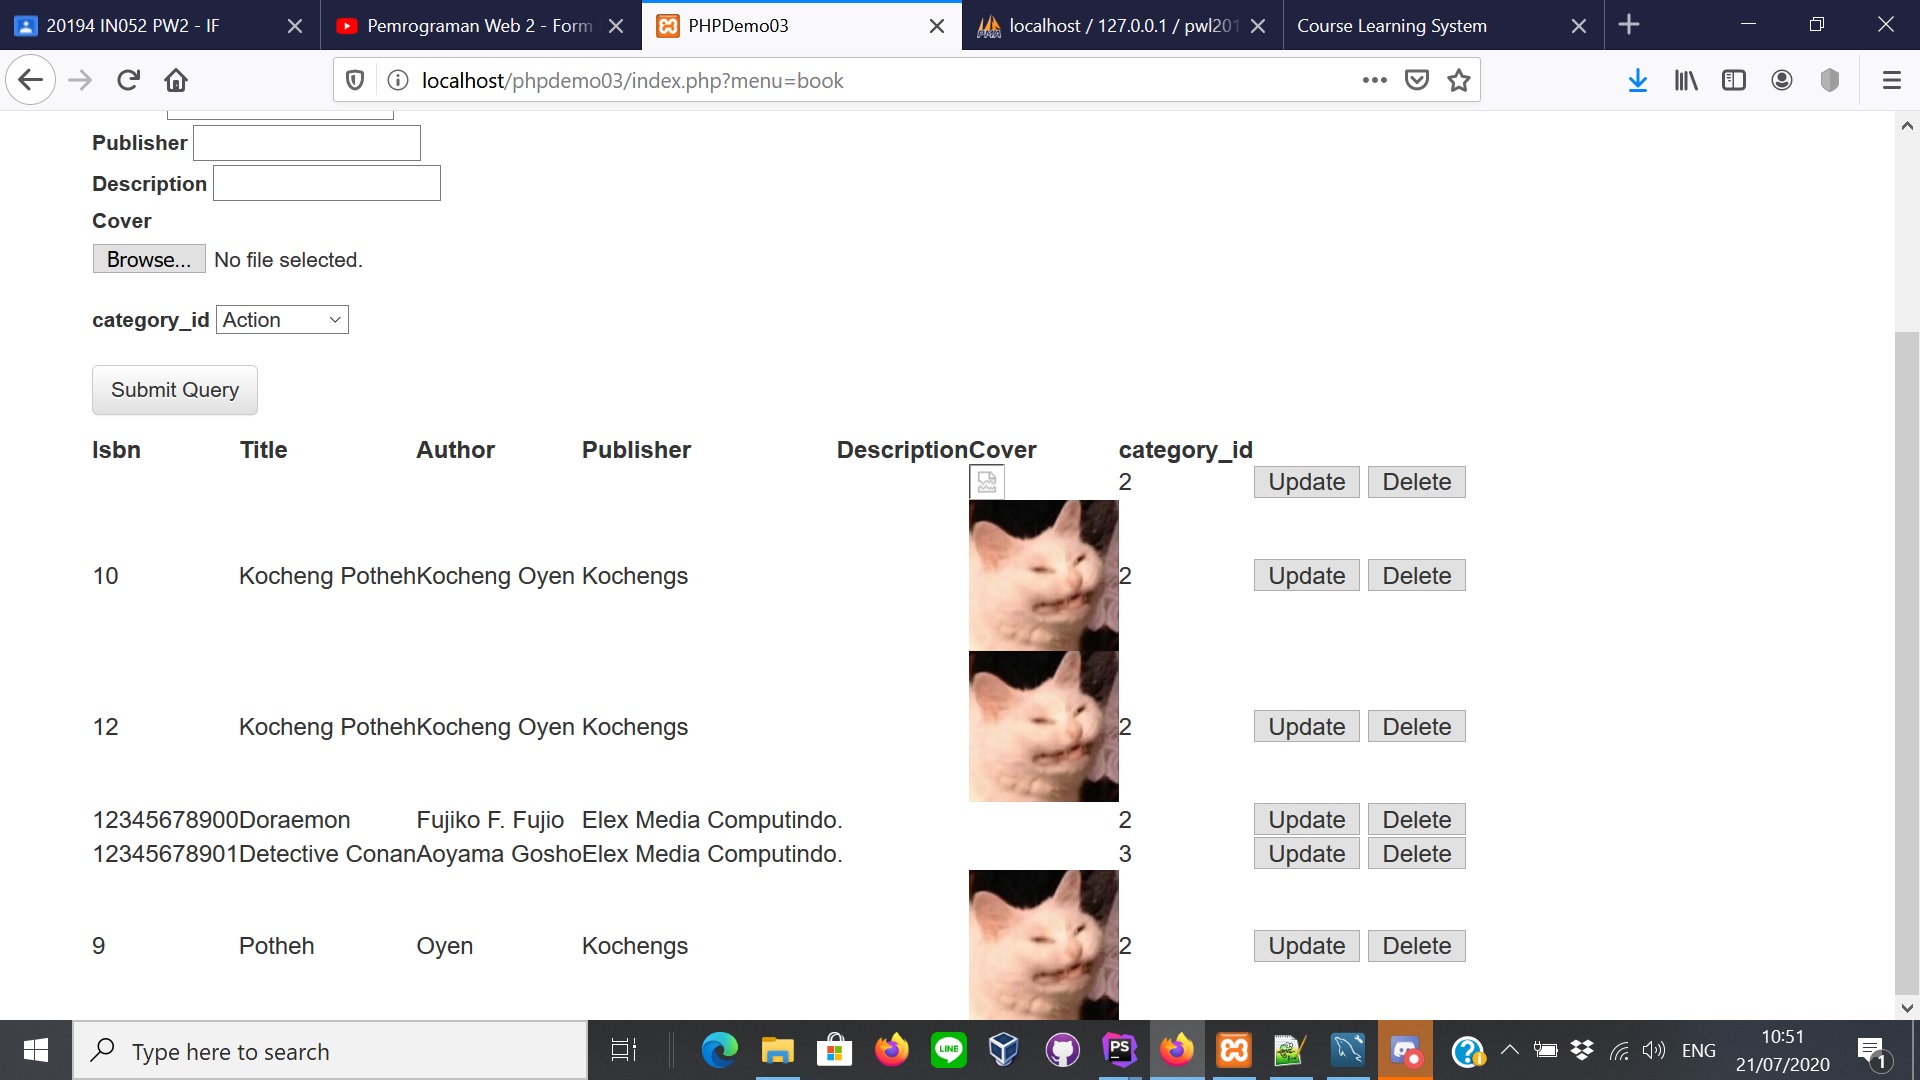 20194 IN052 PW2 - IF
Pemrograman Web 2 - Form
PHPDemo03
localhost / 127.0.0.1 / pwl201
Course Learning System
localhost/phpdemo03/index.php?menu=book
Publisher
Description
Cover
Browse... No file selected.
category_id Action
Submit Query
Isbn Title Author Publisher Description Cover category_id
2 Update Delete
10 Kocheng Potheh Kocheng Oyen Kochengs 2 Update Delete
12 Kocheng Potheh Kocheng Oyen Kochengs 2 Update Delete
12345678900 Doraemon Fujiko F. Fujio Elex Media Computindo. 2 Update Delete
12345678901 Detective Conan Aoyama Gosho Elex Media Computindo. 3 Update Delete
9 Potheh Oyen Kochengs 2 Update Delete
Type here to search
LINE
PS
ENG
10:51
21/07/2020
1